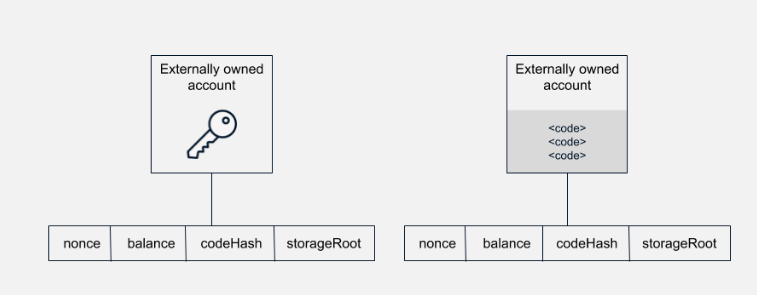 Externally owned
account
Externally owned
account
<code>
<code>
<code>
nonce balance codeHash storageRoot
nonce balance codeHash storageRoot